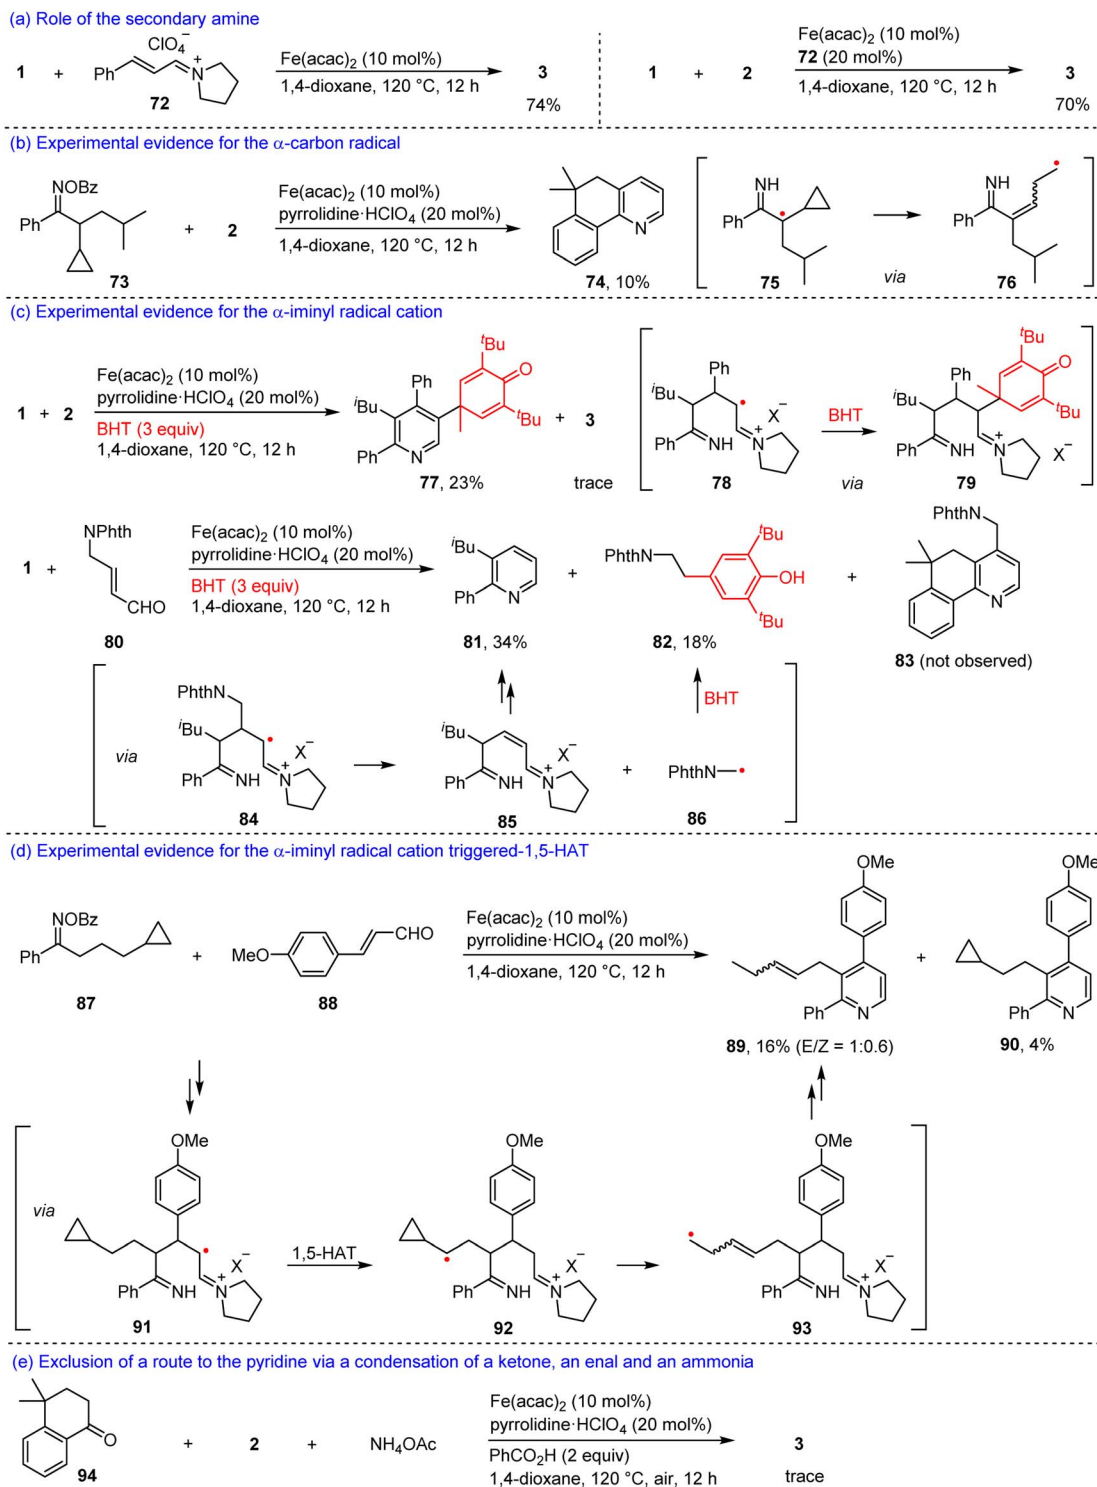 (a) Role of the secondary amine
1 + Ph ClO4− N+ 72
Fe(acac)2 (10 mol%)
1,4-dioxane, 120 °C, 12 h
3
74%
1 + 2
Fe(acac)2 (10 mol%)
72 (20 mol%)
1,4-dioxane, 120 °C, 12 h
3
70%
(b) Experimental evidence for the α-carbon radical
NOBz
Ph
73
+ 2
Fe(acac)2 (10 mol%)
pyrrolidine·HClO4 (20 mol%)
1,4-dioxane, 120 °C, 12 h
N
74, 10%
NH
Ph
75
via
NH
Ph
76
(c) Experimental evidence for the α-iminyl radical cation
1 + 2
Fe(acac)2 (10 mol%)
pyrrolidine·HClO4 (20 mol%)
BHT (3 equiv)
1,4-dioxane, 120 °C, 12 h
tBu
O
Ph
iBu
tBu
Ph
N
77, 23%
+ 3
trace
Ph
iBu
X−
Ph NH N+
78
BHT
via
tBu
O
Ph
iBu
tBu
Ph NH N+ X−
79
1 +
NPhth
CHO
80
Fe(acac)2 (10 mol%)
pyrrolidine·HClO4 (20 mol%)
BHT (3 equiv)
1,4-dioxane, 120 °C, 12 h
iBu
Ph N
81, 34%
+
tBu
PhthN
OH
tBu
82, 18%
+
PhthN
N
83 (not observed)
via
PhthN
iBu
X−
Ph NH N+
84
iBu
X−
Ph NH N+
85
+
BHT
PhthN
86
(d) Experimental evidence for the α-iminyl radical cation triggered-1,5-HAT
NOBz
Ph
87
+
CHO
MeO
88
Fe(acac)2 (10 mol%)
pyrrolidine·HClO4 (20 mol%)
1,4-dioxane, 120 °C, 12 h
OMe
Ph N
89, 16% (E/Z = 1:0.6)
+
OMe
Ph N
90, 4%
via
OMe
X−
Ph NH N+
91
1,5-HAT
OMe
X−
Ph NH N+
92
OMe
X−
Ph NH N+
93
(e) Exclusion of a route to the pyridine via a condensation of a ketone, an enal and an ammonia
O
94
+ 2 + NH4OAc
Fe(acac)2 (10 mol%)
pyrrolidine·HClO4 (20 mol%)
PhCO2H (2 equiv)
1,4-dioxane, 120 °C, air, 12 h
3
trace